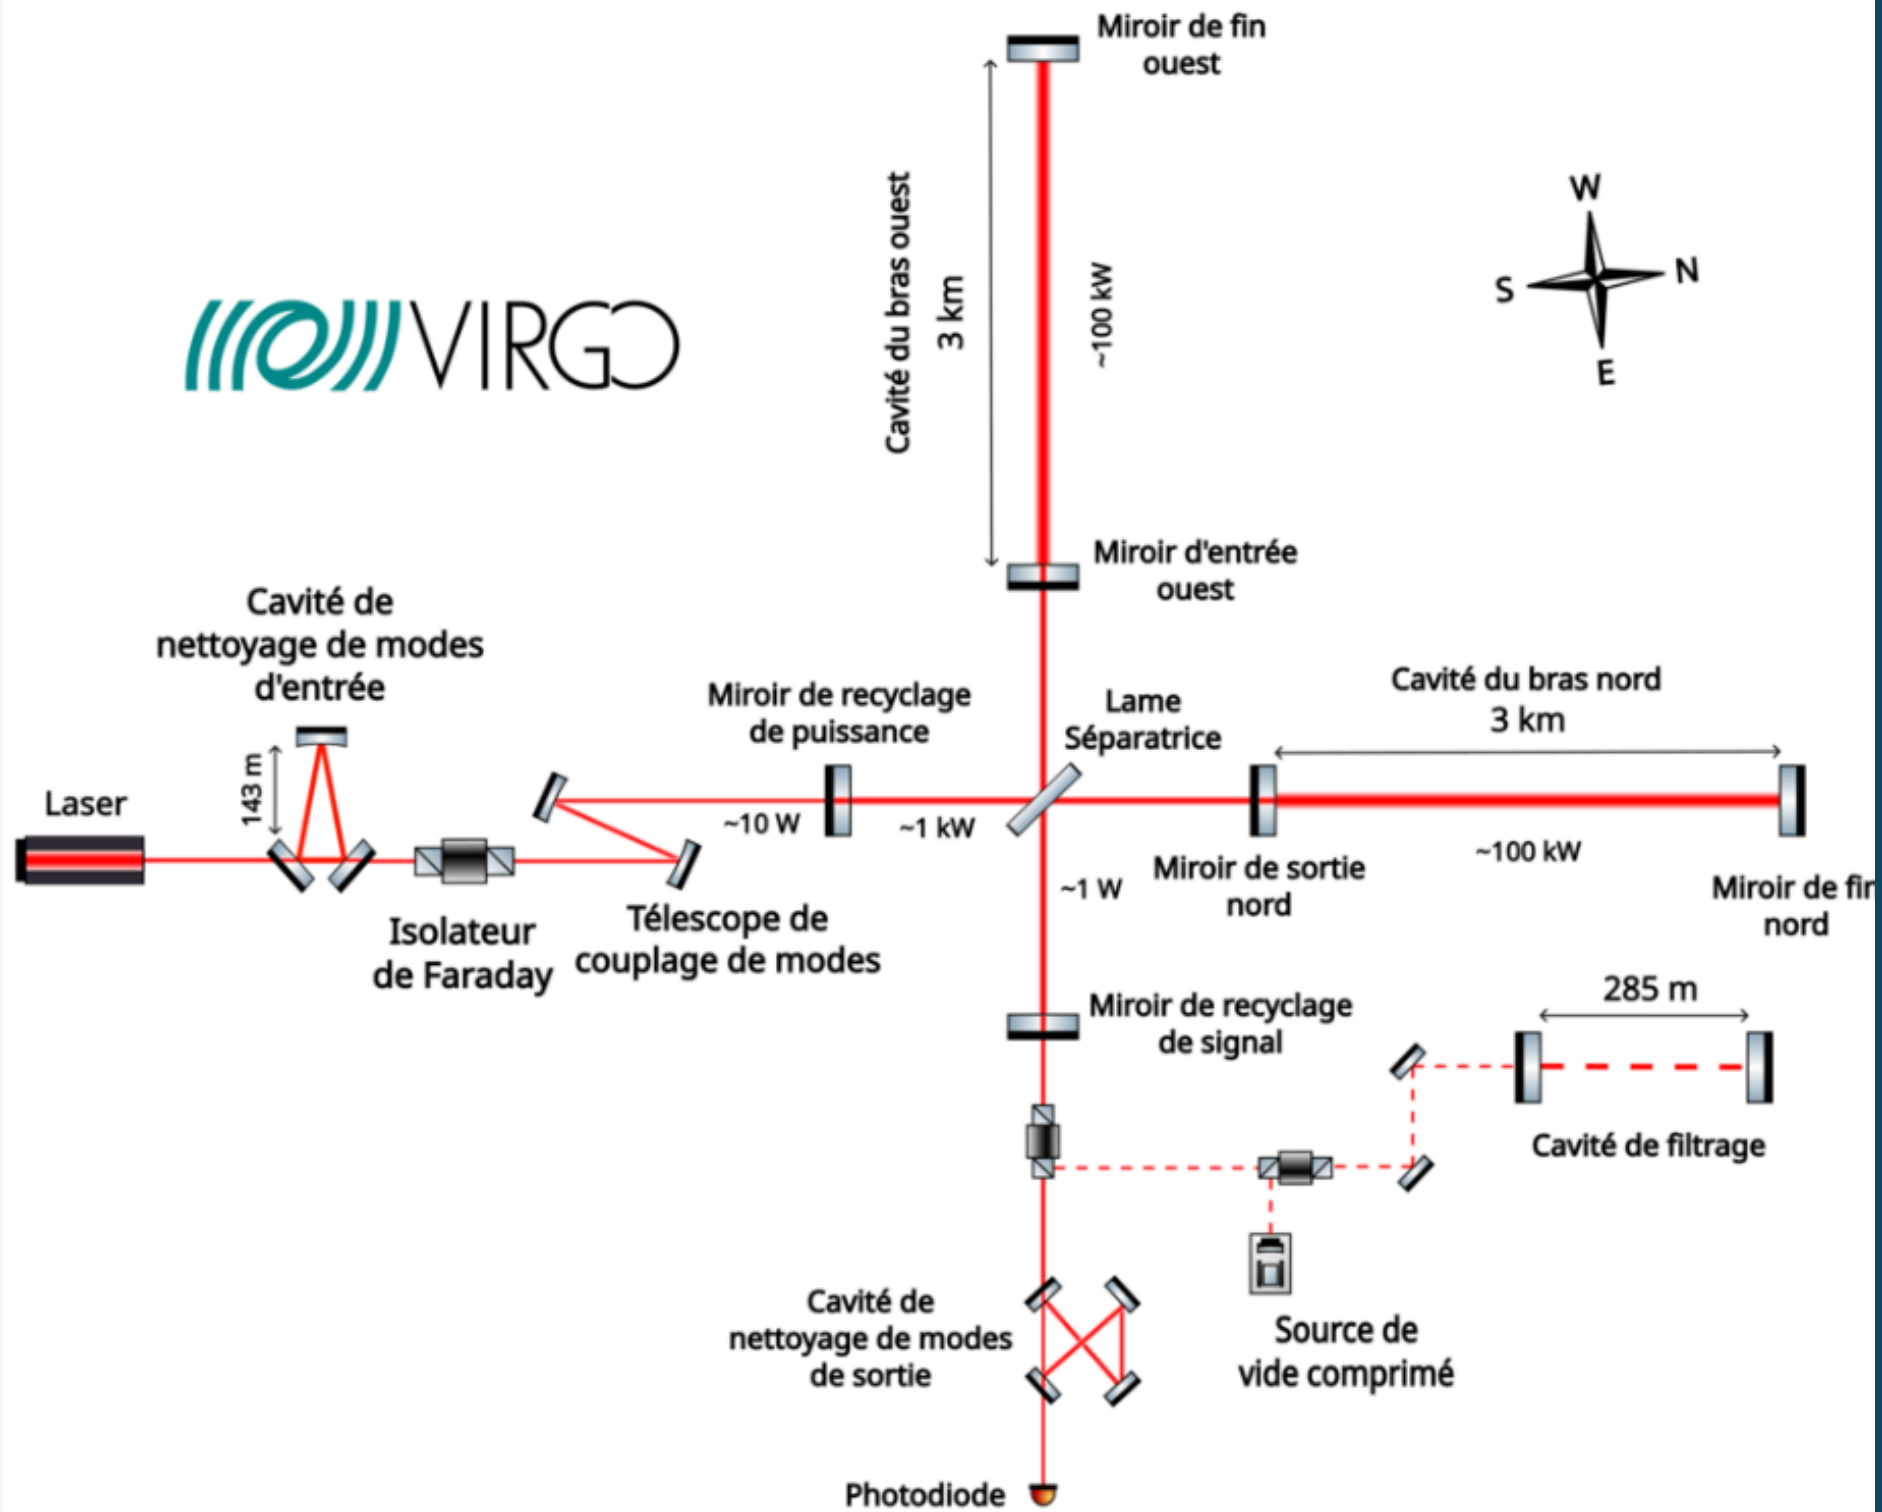 Miroir de fin
ouest
Cavité du bras ouest
3 km
~100 kW
W
S
N
E
VIRGO
Miroir d'entrée
ouest
Cavité de
nettoyage de modes
d'entrée
143 m
Laser
Isolateur
de Faraday
Télescope de
couplage de modes
Miroir de recyclage
de puissance
~10 W
~1 kW
Lame
Séparatrice
Cavité du bras nord
3 km
~100 kW
Miroir de sortie
nord
Miroir de fin
nord
~1 W
Miroir de recyclage
de signal
285 m
Cavité de filtrage
Source de
vide comprimé
Cavité de
nettoyage de modes
de sortie
Photodiode